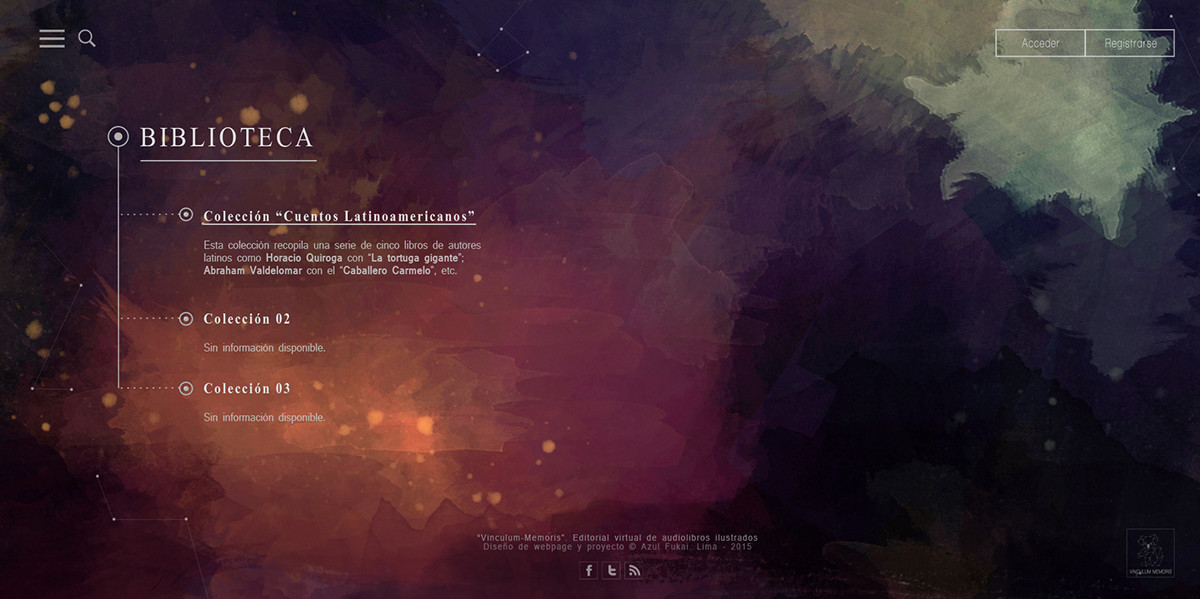 Acceder Registrarse
BIBLIOTECA
Colección “Cuentos Latinoamericanos”
Esta colección recopila una serie de cinco libros de autores
latinos como Horacio Quiroga con “La tortuga gigante”;
Abraham Valdelomar con el “Caballero Carmelo”, etc.
Colección 02
Sin información disponible.
Colección 03
Sin información disponible.
“Vinculum-Memoris”. Editorial virtual de audiolibros ilustrados
Diseño de webpage y proyecto © Azul Fukai. Lima - 2015
VINCULUM MEMORIS